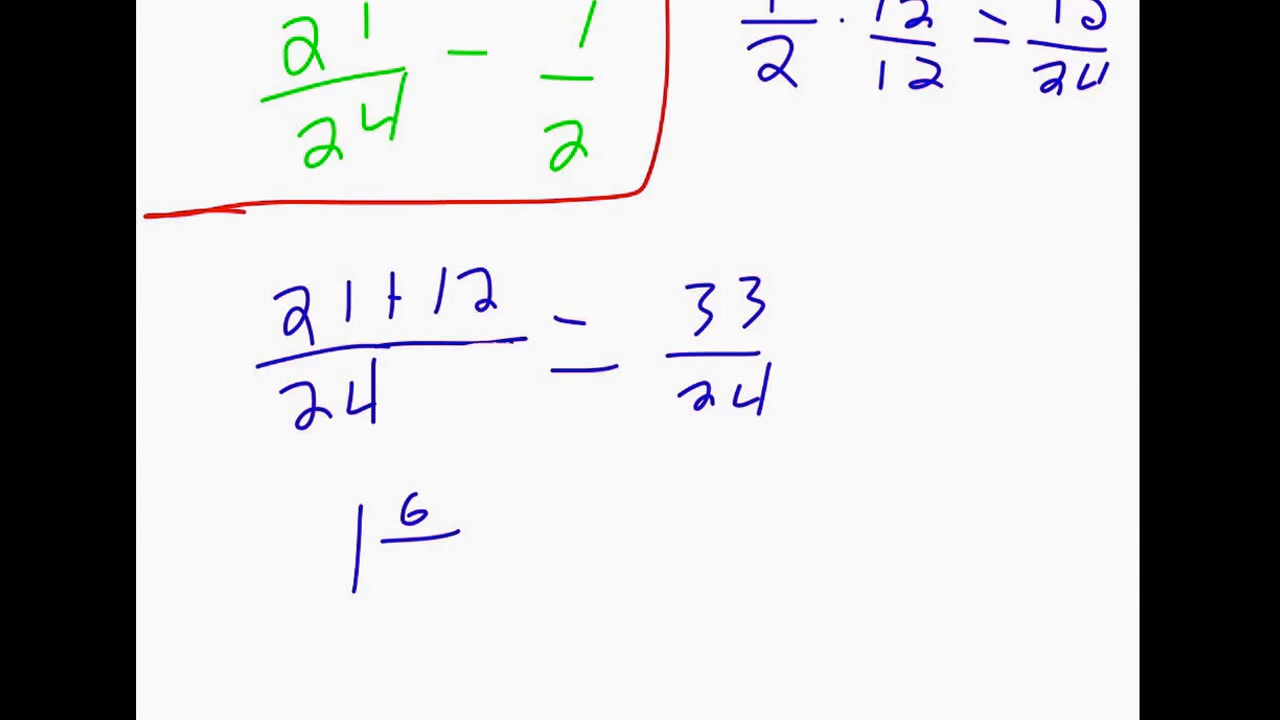 21/24 - 1/2
1/2 · 12/12 = 12/24
21+12/24 = 33/24
1 6/